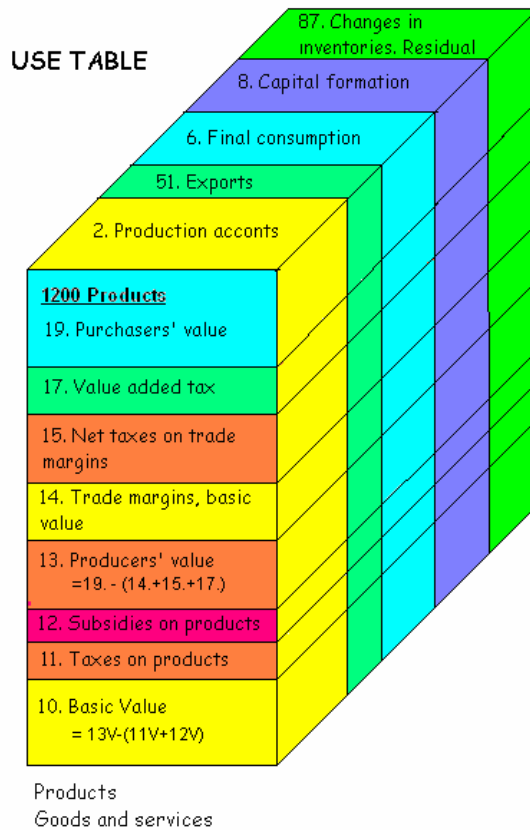 USE TABLE
87. Changes in
inventories. Residual
8. Capital formation
6. Final consumption
51. Exports
2. Production acconts
1200 Products
19. Purchasers' value
17. Value added tax
15. Net taxes on trade
margins
14. Trade margins, basic
value
13. Producers' value
=19. - (14.+15.+17.)
12. Subsidies on products
11. Taxes on products
10. Basic Value
= 13V-(11V+12V)
Products
Goods and services